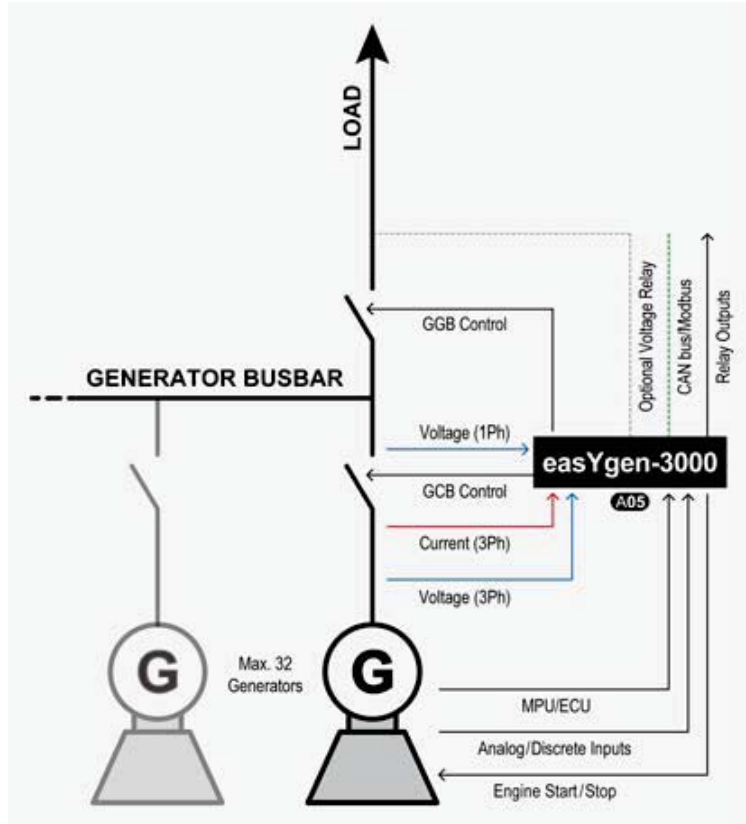 LOAD
GGB Control
Optional Voltage Relay
CAN bus/Modbus
Relay Outputs
GENERATOR BUSBAR
Voltage (1Ph)
easYgen-3000
GCB Control
A05
Current (3Ph)
Voltage (3Ph)
G
Max. 32
Generators
G
MPU/ECU
Analog/Discrete Inputs
Engine Start/Stop